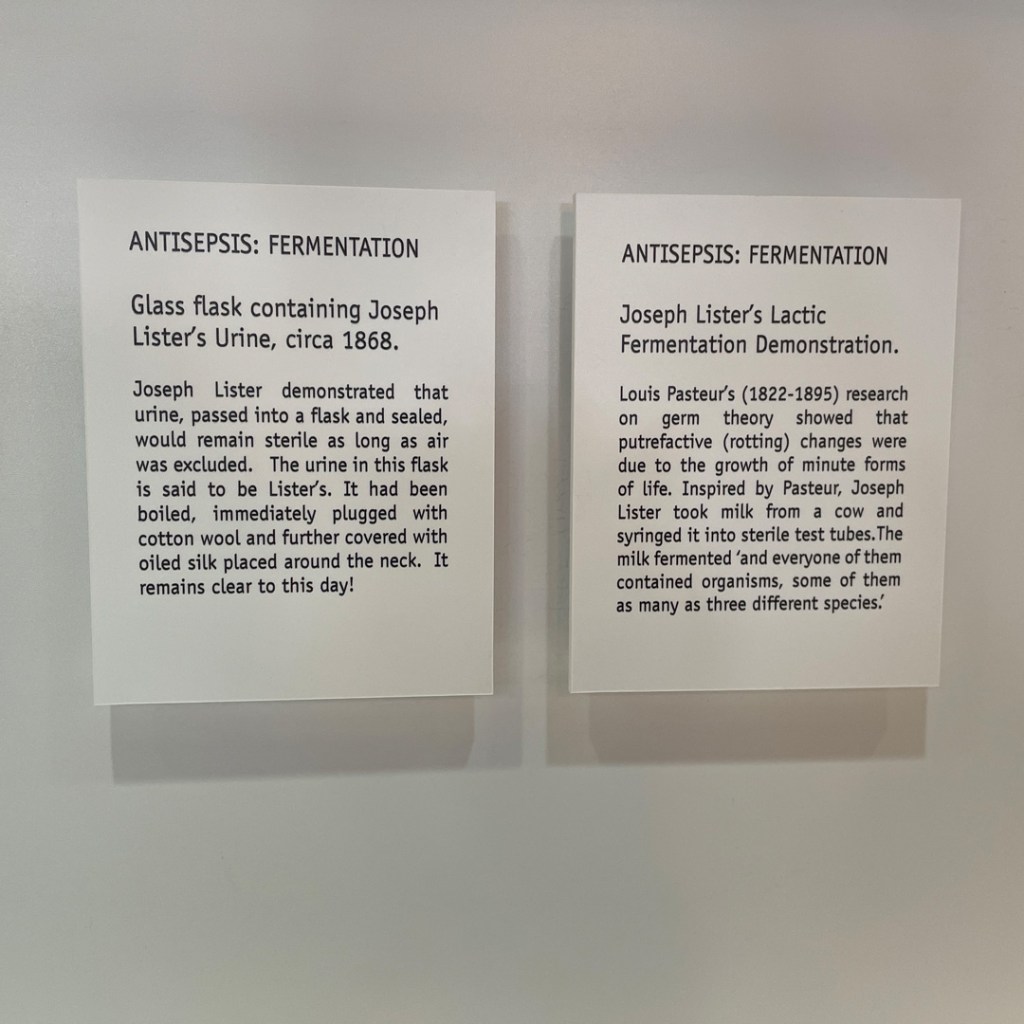 ANTISEPSIS: FERMENTATION
Glass flask containing Joseph
Lister's Urine, circa 1868.
Joseph Lister demonstrated that
urine, passed into a flask and sealed,
would remain sterile as long as air
was excluded. The urine in this flask
is said to be Lister's. It had been
boiled, immediately plugged with
cotton wool and further covered with
oiled silk placed around the neck. It
remains clear to this day!
ANTISEPSIS: FERMENTATION
Joseph Lister's Lactic
Fermentation Demonstration.
Louis Pasteur's (1822-1895) research
on germ theory showed that
putrefactive (rotting) changes were
due to the growth of minute forms
of life. Inspired by Pasteur, Joseph
Lister took milk from a cow and
syringed it into sterile test tubes.The
milk fermented 'and everyone of them
contained organisms, some of them
as many as three different species.'